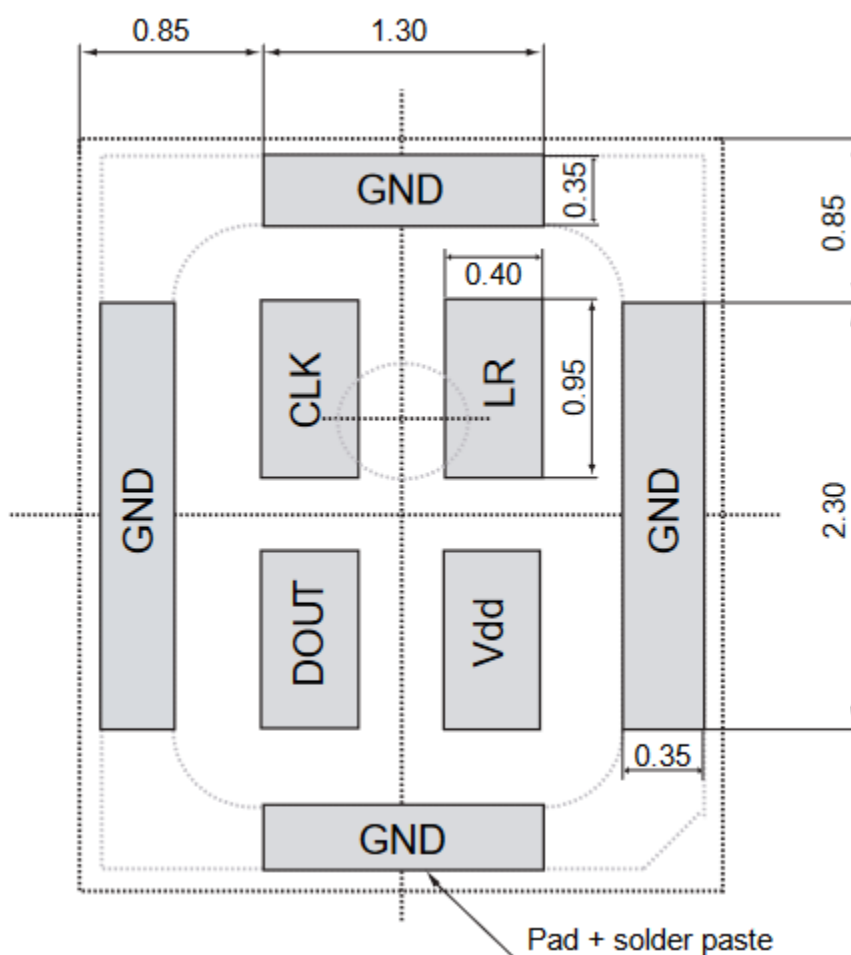 0.85
1.30
GND
0.35
0.85
0.40
CLK
LR
0.95
GND
GND
2.30
DOUT
Vdd
0.35
GND
Pad + solder paste